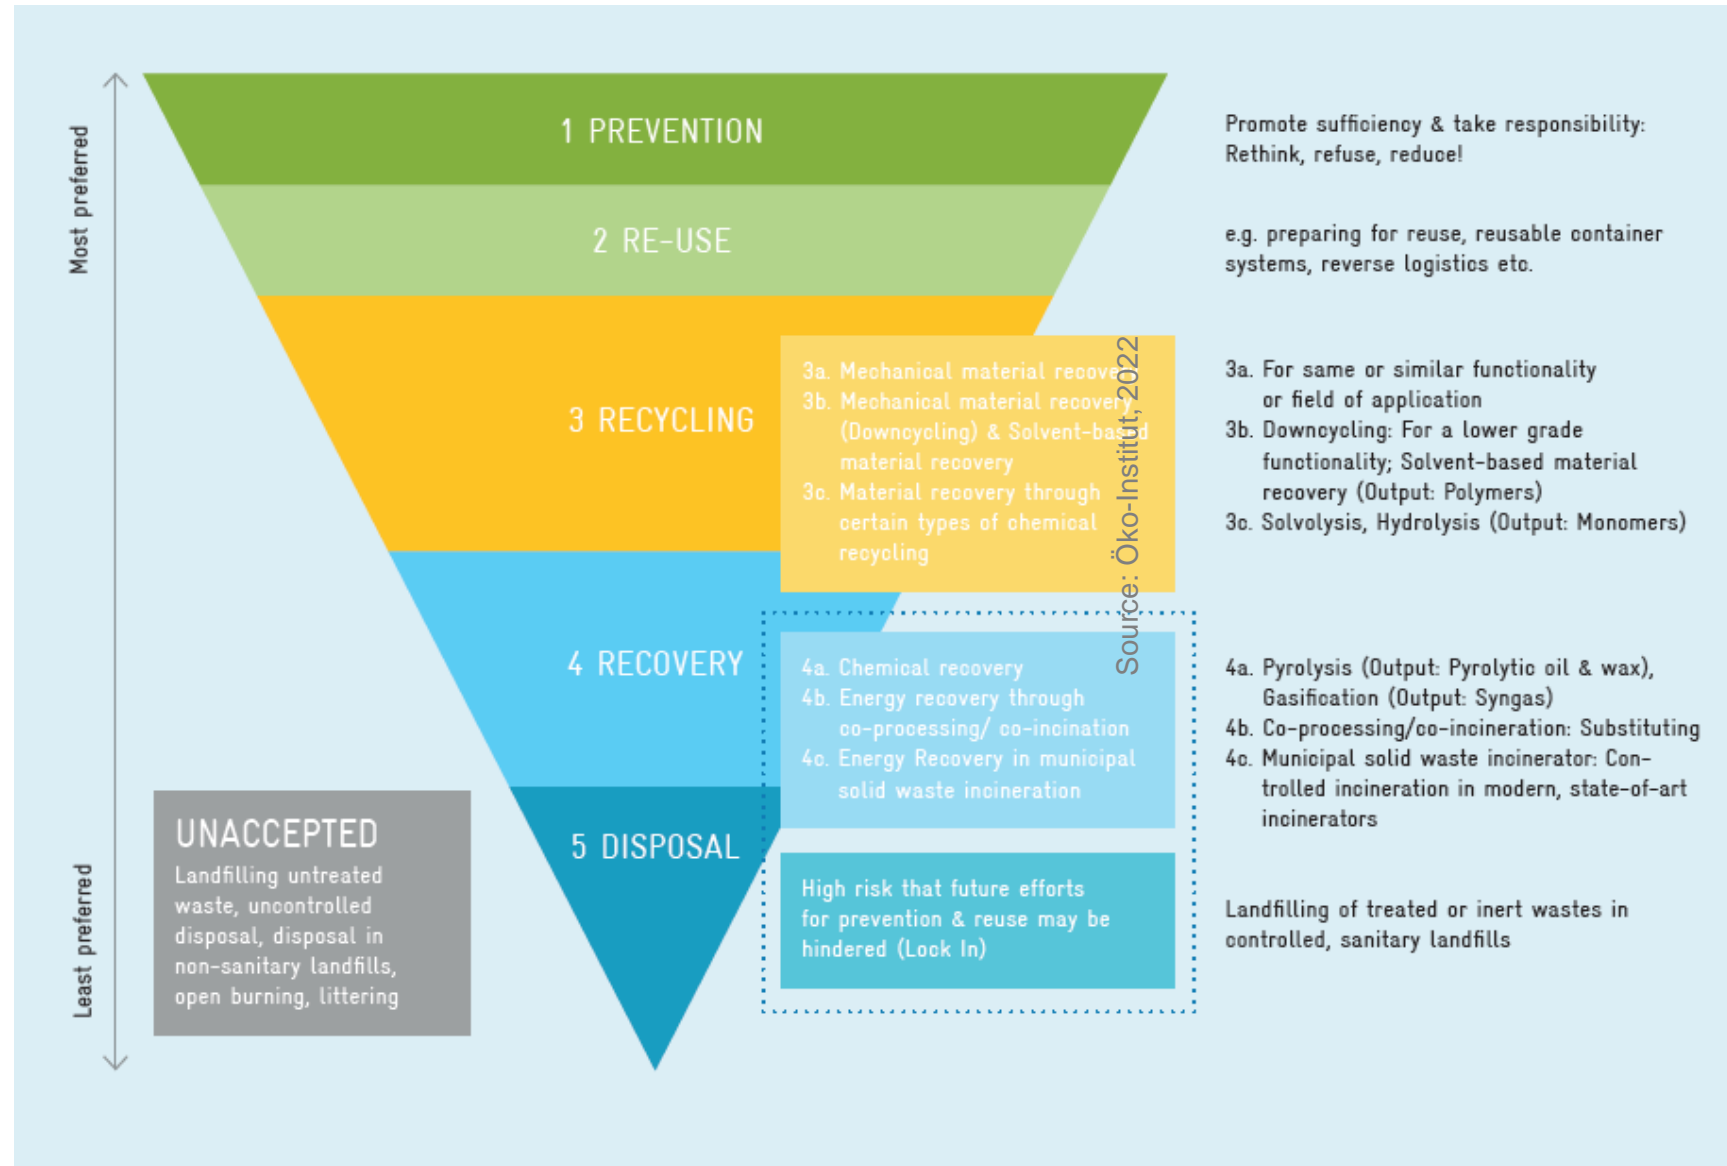 Most preferred
Least preferred
1 PREVENTION
Promote sufficiency & take responsibility:
Rethink, refuse, reduce!
2 RE-USE
e.g. preparing for reuse, reusable container
systems, reverse logistics etc.
3 RECYCLING
3a. Mechanical material recovery
3b. Mechanical material recovery
(Downcycling) & Solvent-based
material recovery
3c. Material recovery through
certain types of chemical
recycling
Source: Öko-Institut, 2022
3a. For same or similar functionality
or field of application
3b. Downcycling: For a lower grade
functionality; Solvent-based material
recovery (Output: Polymers)
3c. Solvolysis, Hydrolysis (Output: Monomers)
4 RECOVERY
4a. Chemical recovery
4b. Energy recovery through
co-processing/ co-incination
4c. Energy Recovery in municipal
solid waste incineration
4a. Pyrolysis (Output: Pyrolytic oil & wax),
Gasification (Output: Syngas)
4b. Co-processing/co-incineration: Substituting
4c. Municipal solid waste incinerator: Con-
trolled incineration in modern, state-of-art
incinerators
5 DISPOSAL
High risk that future efforts
for prevention & reuse may be
hindered (Lock In)
Landfilling of treated or inert wastes in
controlled, sanitary landfills
UNACCEPTED
Landfilling untreated
waste, uncontrolled
disposal, disposal in
non-sanitary landfills,
open burning, littering